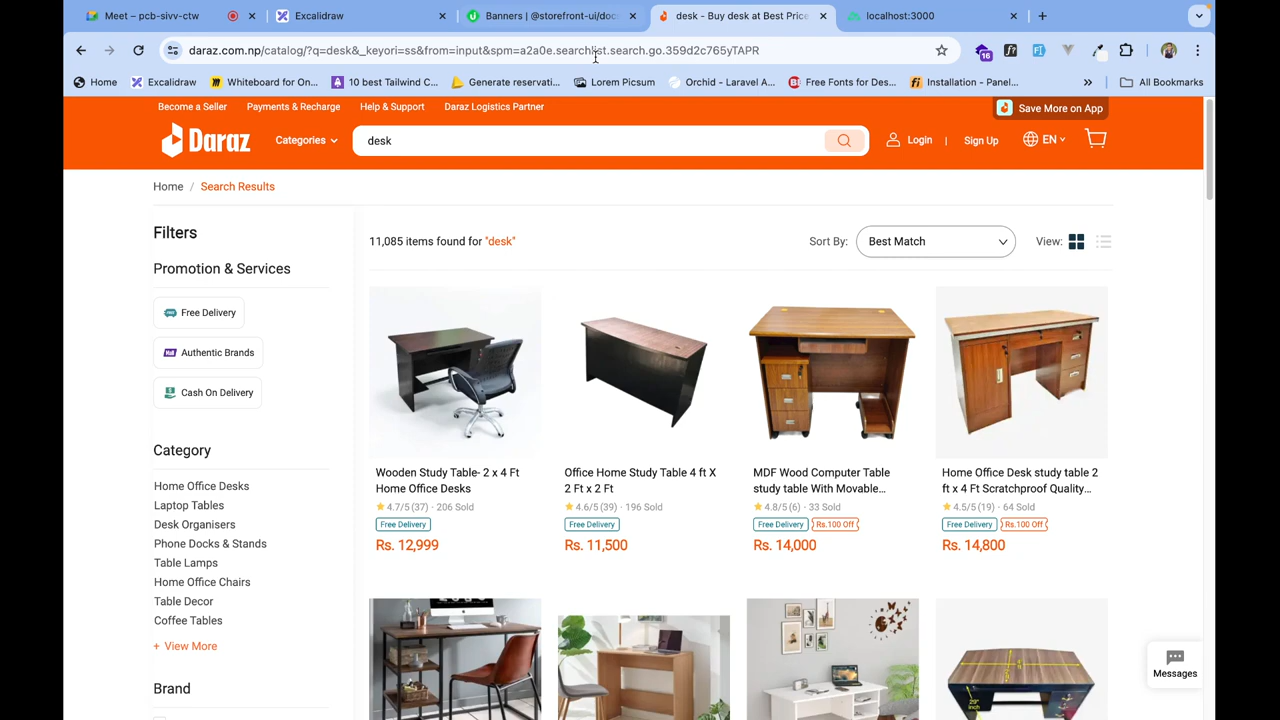 Meet – pcb-sivv-ctw
Excalidraw
Banners | @storefront-ui/doc
desk - Buy desk at Best Price
localhost:8000
daraz.com.np/catalog/?q=desk&_keyori=ss&from=input&spm=a2a0e.searchlist.search.go.359d2c765yTAPR
16
Home
Excalidraw
Whiteboard for On...
10 best Tailwind C...
Generate reservati...
Lorem Picsum
Orchid - Laravel A...
Free Fonts for Des...
Installation - Panel...
»
All Bookmarks
Become a Seller
Payments & Recharge
Help & Support
Daraz Logistics Partner
Save More on App
Daraz
Categories
desk
Login
|
Sign Up
EN
Home / Search Results
Filters
Promotion & Services
Free Delivery
Authentic Brands
Cash On Delivery
Category
Home Office Desks
Laptop Tables
Desk Organisers
Phone Docks & Stands
Table Lamps
Home Office Chairs
Table Decor
Coffee Tables
+ View More
Brand
11,085 items found for "desk"
Sort By:
Best Match
View:
Wooden Study Table- 2 x 4 Ft
Home Office Desks
4.7/5 (37) · 206 Sold
Free Delivery
Rs. 12,999
Office Home Study Table 4 ft X
2 Ft x 2 Ft
4.6/5 (39) · 196 Sold
Free Delivery
Rs. 11,500
MDF Wood Computer Table
study table With Movable...
4.8/5 (6) · 33 Sold
Free Delivery Rs.100 Off
Rs. 14,000
Home Office Desk study table 2
ft x 4 Ft Scratchproof Quality...
4.5/5 (19) · 64 Sold
Free Delivery Rs.100 Off
Rs. 14,800
29"
inch
Messages